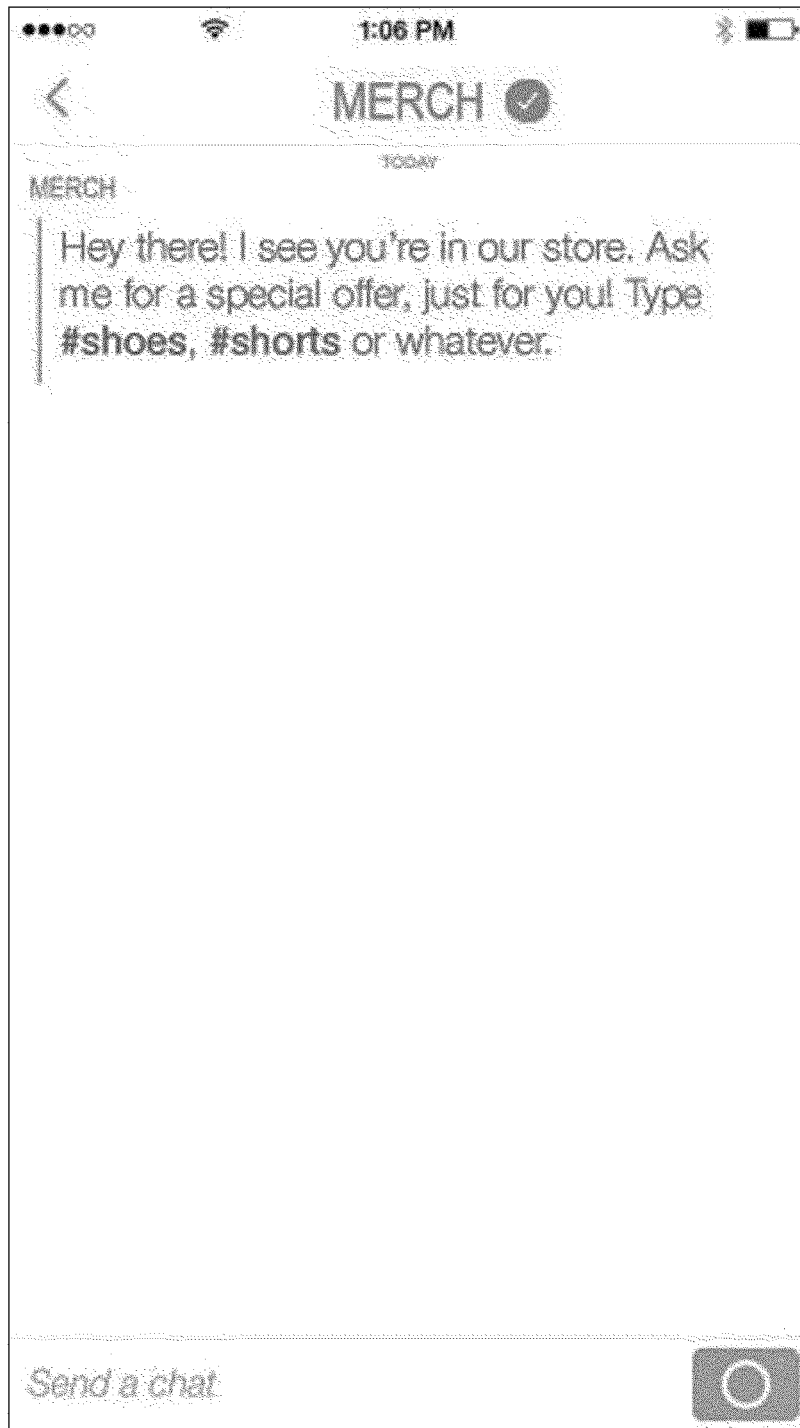 1:06 PM
MERCH
TODAY
MERCH
Hey there! I see you're in our store. Ask
me for a special offer, just for you! Type
#shoes, #shorts or whatever.
Send a chat